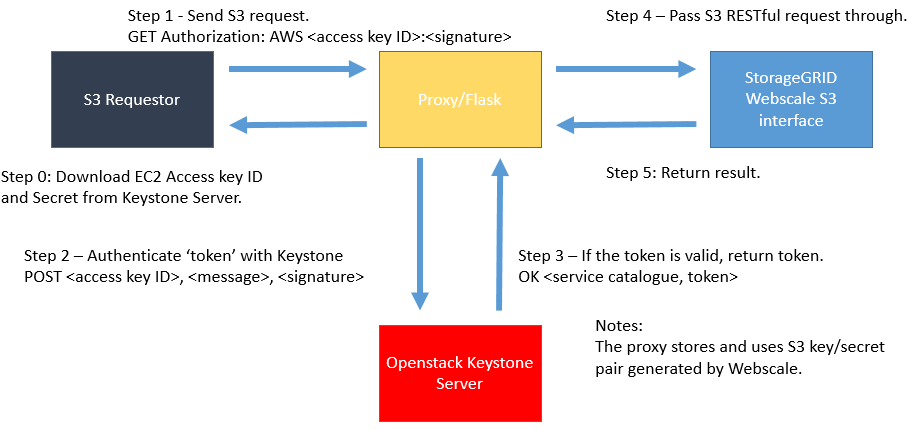 Step 1 - Send S3 request.
GET Authorization: AWS <access key ID>:<signature>
Step 4 – Pass S3 RESTful request through.
S3 Requestor
Proxy/Flask
StorageGRID
Webscale S3
interface
Step 0: Download EC2 Access key ID
and Secret from Keystone Server.
Step 5: Return result.
Step 2 – Authenticate ‘token’ with Keystone
POST <access key ID>, <message>, <signature>
Step 3 – If the token is valid, return token.
OK <service catalogue, token>
Openstack Keystone
Server
Notes:
The proxy stores and uses S3 key/secret
pair generated by Webscale.